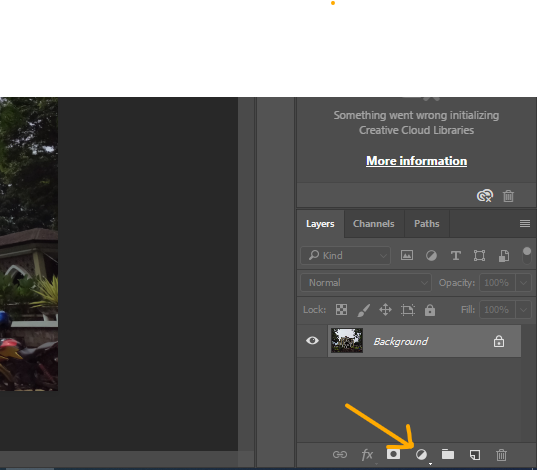 Something went wrong initializing
Creative Cloud Libraries
More information
Layers Channels Paths
Kind
Normal Opacity: 100%
Lock: Fill: 100%
Background
fx